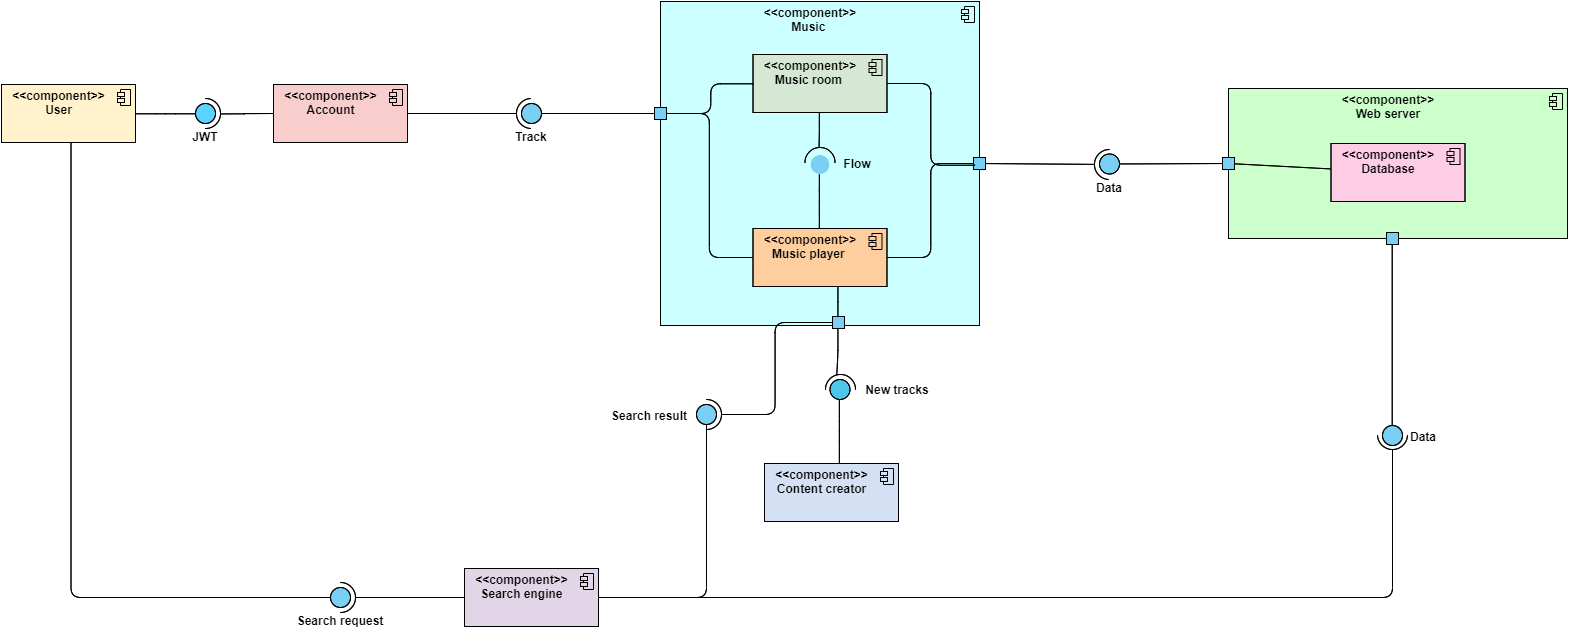 <<component>>
Music
<<component>>
Music room
<<component>>
User
<<component>>
Account
<<component>>
Web server
JWT
Track
Flow
<<component>>
Database
Data
<<component>>
Music player
New tracks
Search result
Data
<<component>>
Content creator
<<component>>
Search engine
Search request